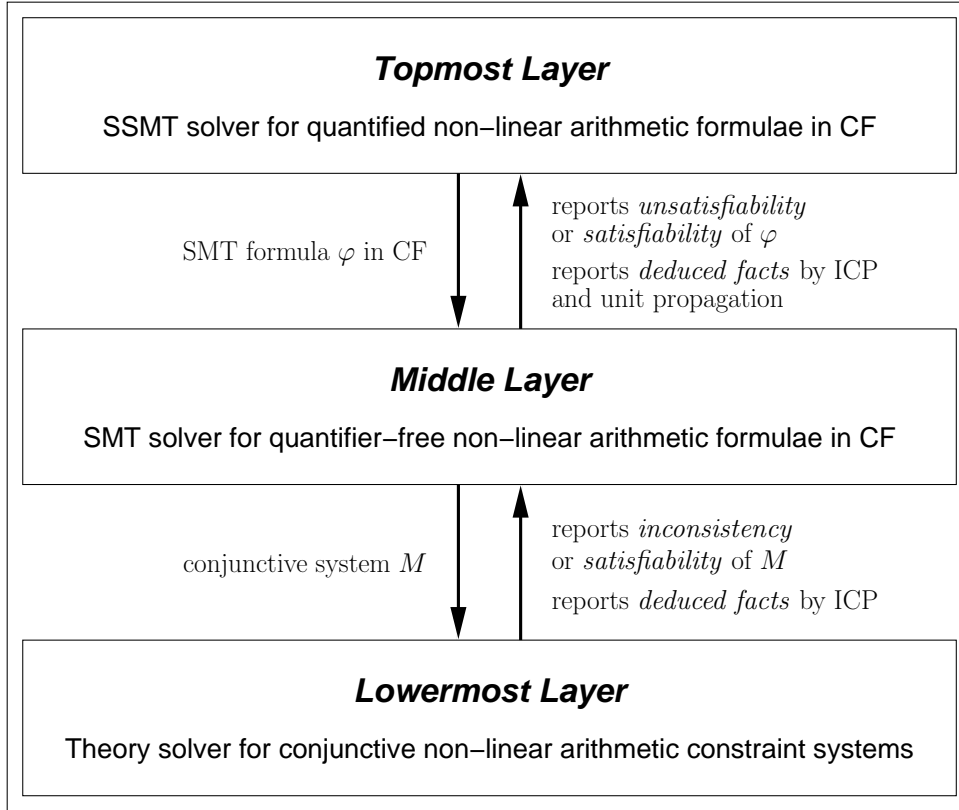 Topmost Layer
SSMT solver for quantified non−linear arithmetic formulae in CF
SMT formula φ in CF
reports unsatisfiability
or satisfiability of φ
reports deduced facts by ICP
and unit propagation
Middle Layer
SMT solver for quantifier−free non−linear arithmetic formulae in CF
conjunctive system M
reports inconsistency
or satisfiability of M
reports deduced facts by ICP
Lowermost Layer
Theory solver for conjunctive non−linear arithmetic constraint systems